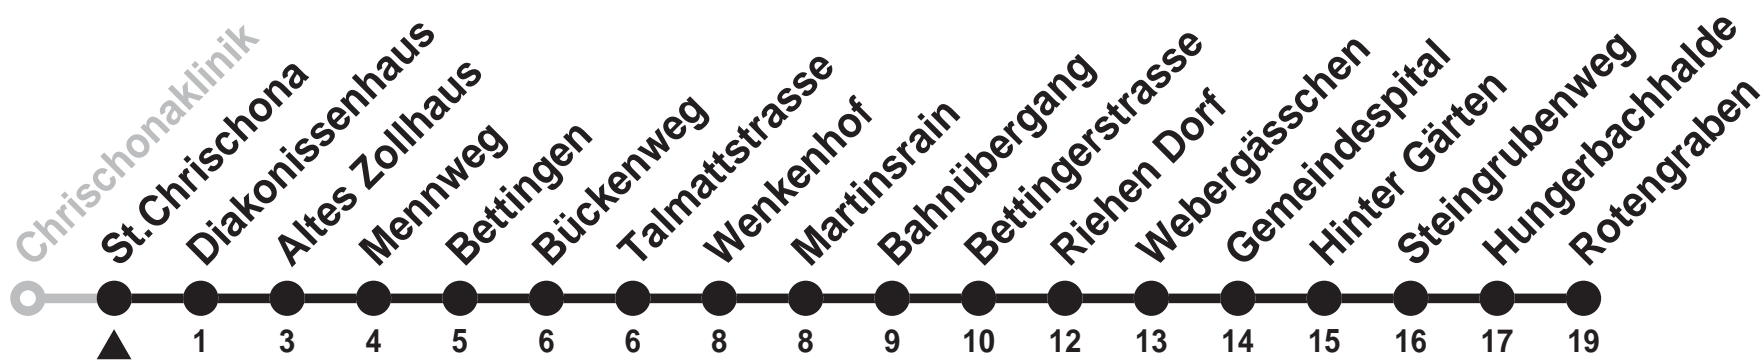 Chrischonaklinik
St.Chrischona
Diakonissenhaus
Altes Zollhaus
Mennweg
Bettingen
Bückenweg
Talmattstrasse
Wenkenhof
Martinsrain
Bahnübergang
Bettingerstrasse
Riehen Dorf
Webergässchen
Gemeindespital
Hinter Gärten
Steingrubenweg
Hungerbachhalde
Rotengraben
1 3 4 5 6 6 8 8 9 10 12 13 14 15 16 17 19